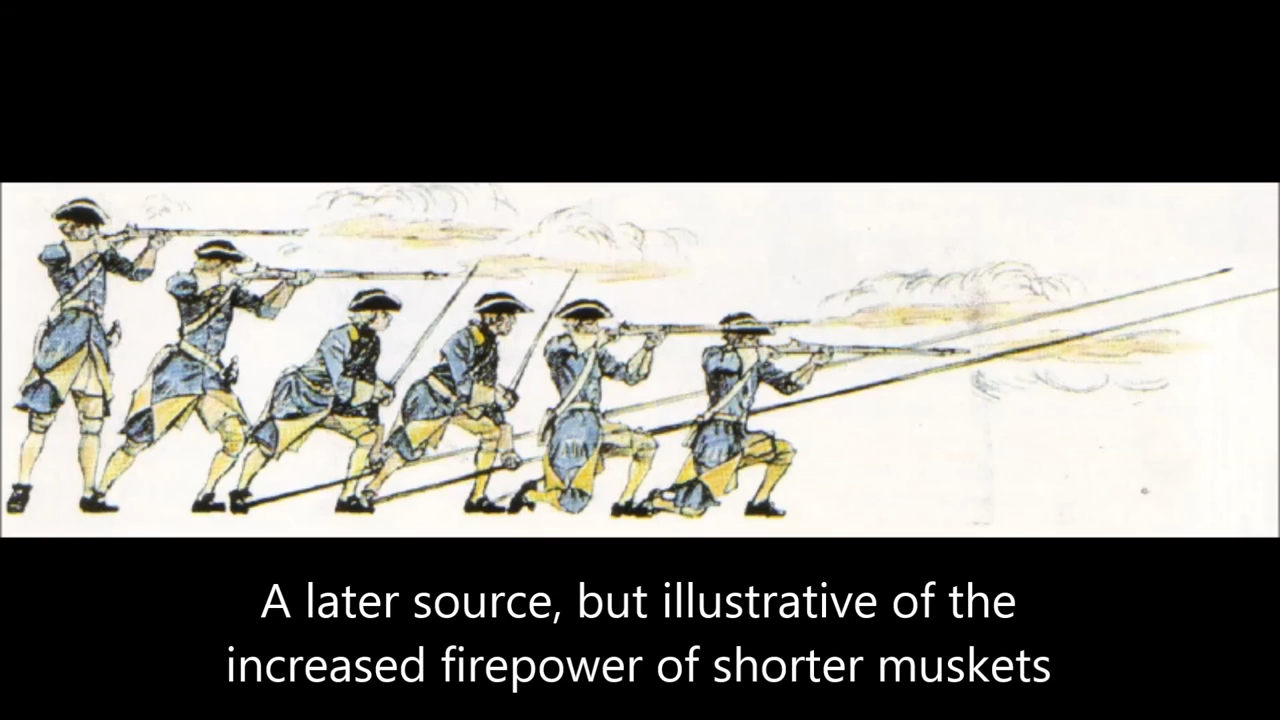 A later source, but illustrative of the
increased firepower of shorter muskets